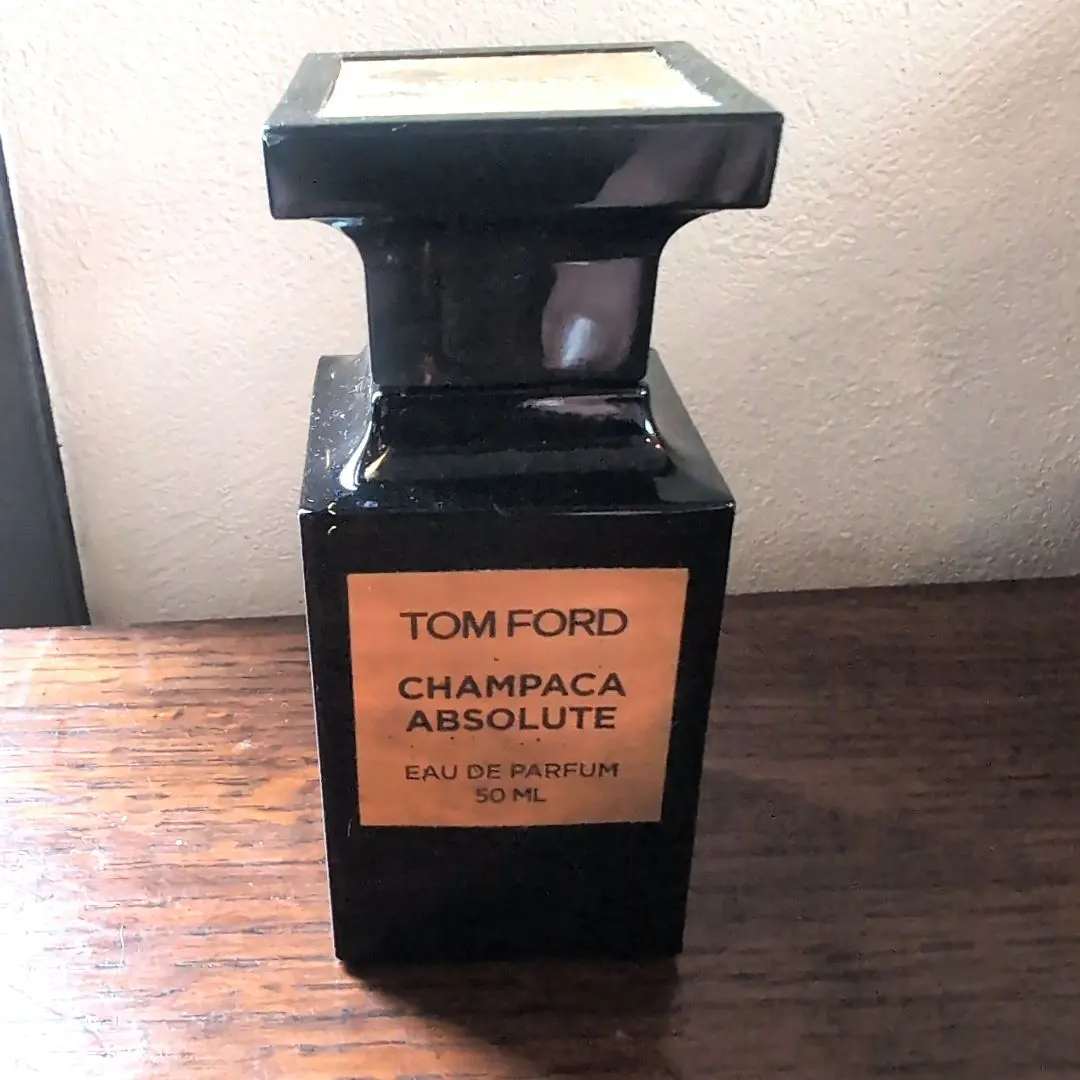 TOM FORD
CHAMPACA
ABSOLUTE
EAU DE PARFUM
50 ML